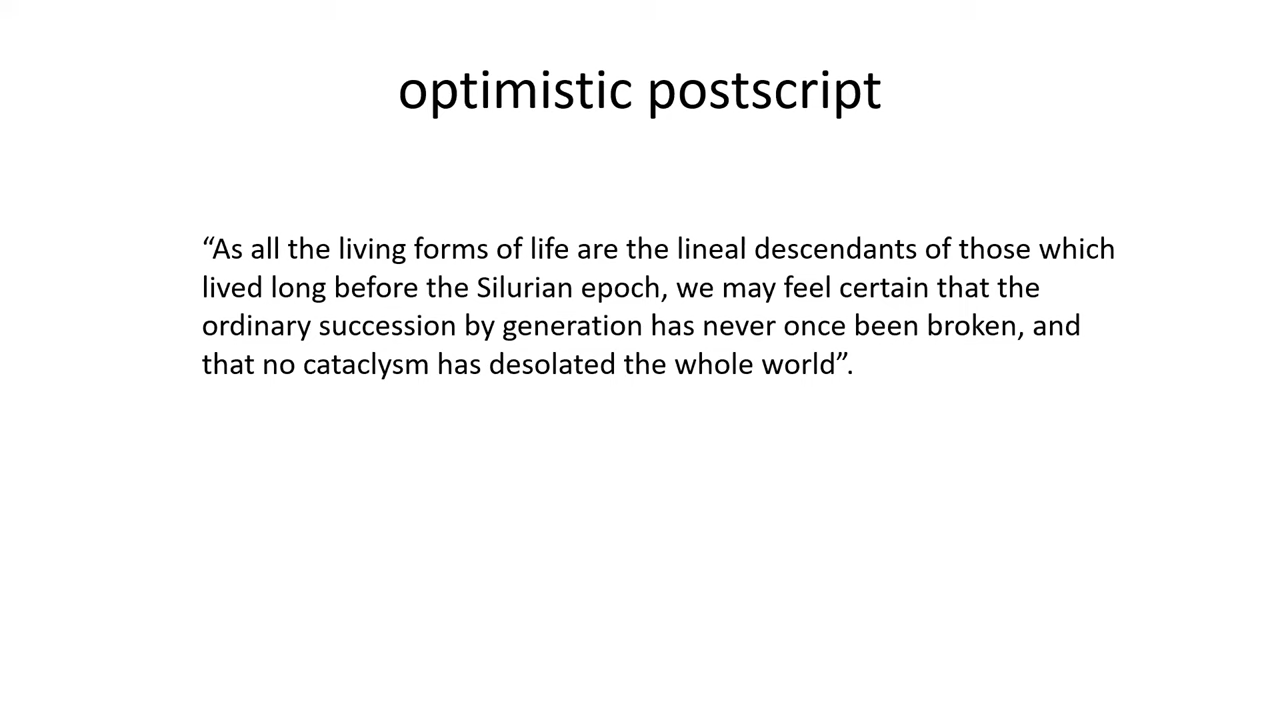 optimistic postscript
“As all the living forms of life are the lineal descendants of those which
lived long before the Silurian epoch, we may feel certain that the
ordinary succession by generation has never once been broken, and
that no cataclysm has desolated the whole world”.